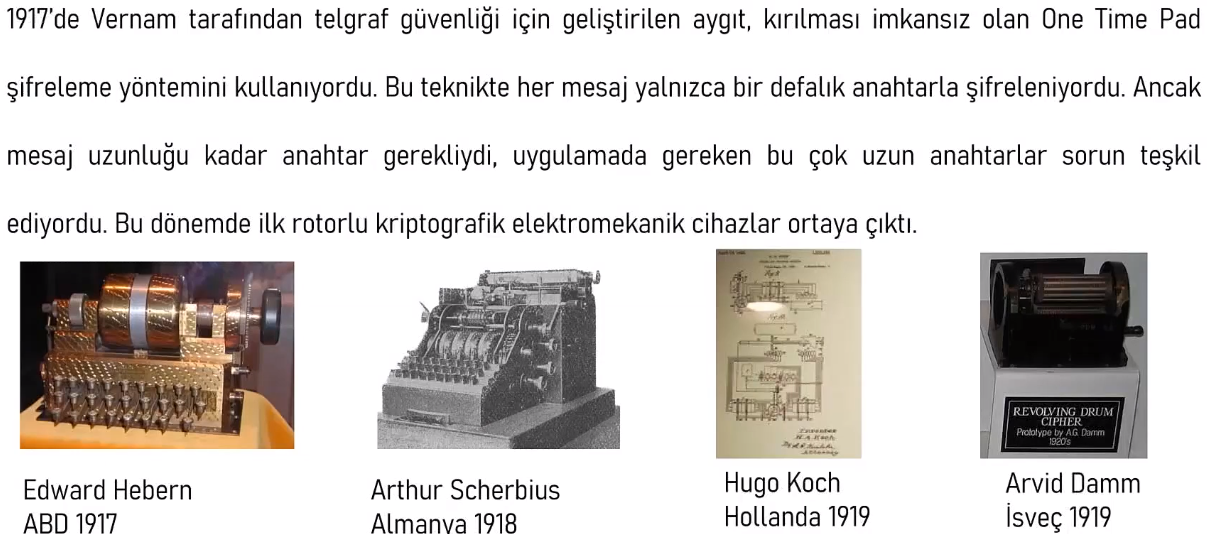 1917'de Vernam tarafından telgraf güvenliği için geliştirilen aygıt, kırılması imkansız olan One Time Pad
şifreleme yöntemini kullanıyordu. Bu teknikte her mesaj yalnızca bir defalık anahtarla şifreleniyordu. Ancak
mesaj uzunluğu kadar anahtar gerekliydi, uygulamada gereken bu çok uzun anahtarlar sorun teşkil
ediyordu. Bu dönemde ilk rotorlu kriptografik elektromekanik cihazlar ortaya çıktı.
REVOLVING DRUM
CIPHER
Prototype by A.G. Damm
1920's
Edward Hebern
ABD 1917
Arthur Scherbius
Almanya 1918
Hugo Koch
Hollanda 1919
Arvid Damm
İsveç 1919